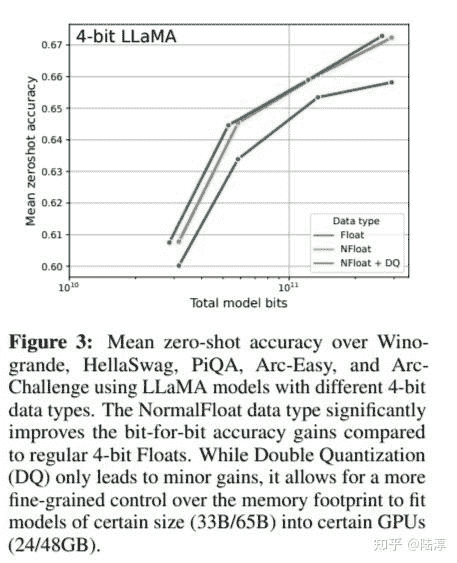 4-bit LLaMA
Mean zeroshot accuracy
0.67
0.66
0.65
0.64
0.63
0.62
0.61
0.60
Data type
Float
NFloat
NFloat + DQ
10^10
10^11
Total model bits
Figure 3: Mean zero-shot accuracy over Wino-
grande, HellaSwag, PiQA, Arc-Easy, and Arc-
Challenge using LLaMA models with different 4-bit
data types. The NormalFloat data type significantly
improves the bit-for-bit accuracy gains compared
to regular 4-bit Floats. While Double Quantization
(DQ) only leads to minor gains, it allows for a more
fine-grained control over the memory footprint to fit
models of certain size (33B/65B) into certain GPUs
(24/48GB).
知乎 @陆淳